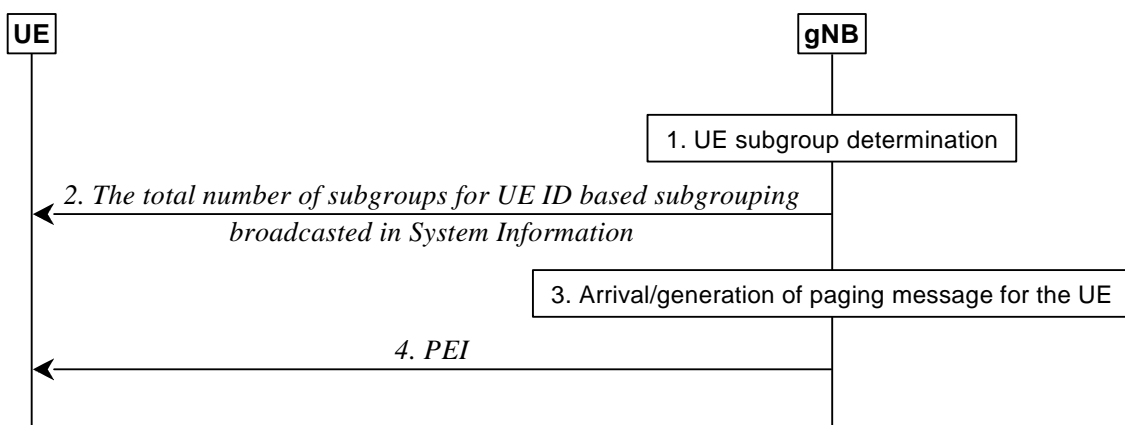 UE
gNB
1. UE subgroup determination
2. The total number of subgroups for UE ID based subgrouping
broadcasted in System Information
3. Arrival/generation of paging message for the UE
4. PEI